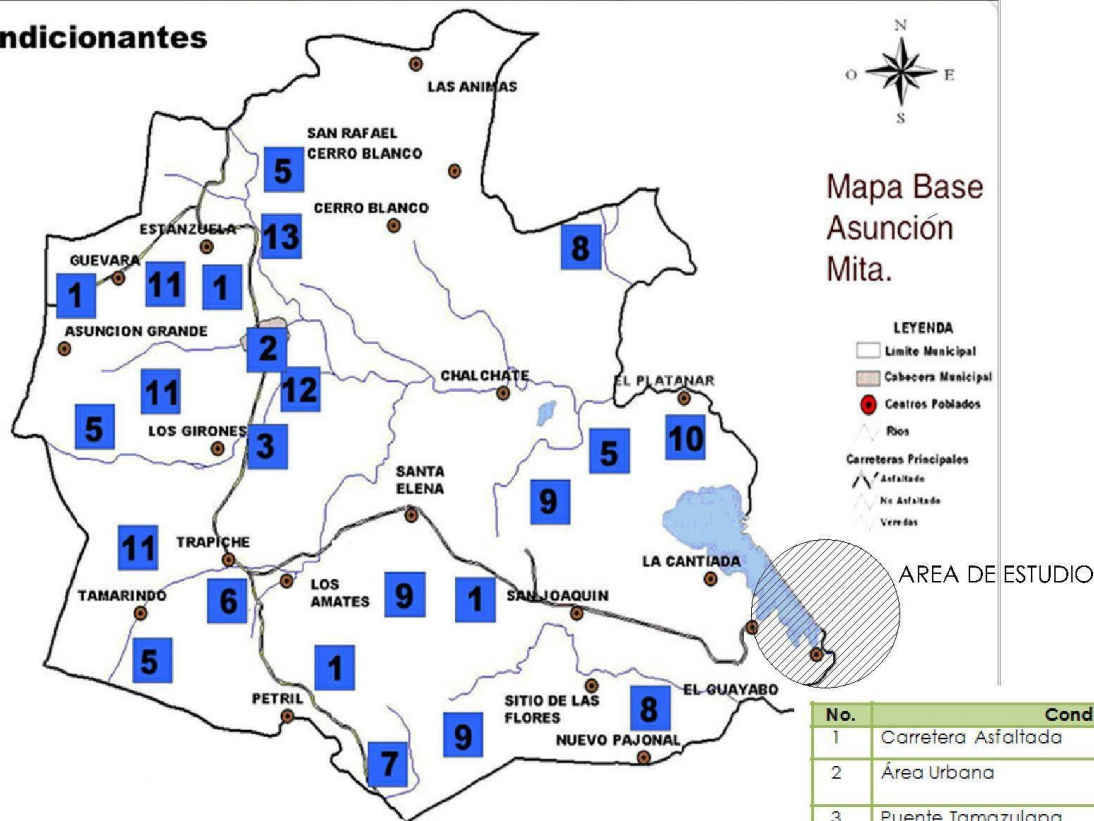 ndicionantes
N
O
E
S
LAS ANIMAS
SAN RAFAEL
CERRO BLANCO
5
CERRO BLANCO
13
8
ESTANZUELA
GUEVARA
1
11
1
ASUNCION GRANDE
2
12
11
CHALCHATE
EL PLATANAR
5
LOS GIRONES
3
10
5
SANTA
ELENA
9
11
TRAPICHE
TAMARINDO
6
LOS
AMATES
9
1
SAN JOAQUIN
LA CANTIADA
AREA DE ESTUDIO
5
1
PETRIL
SITIO DE LAS
FLORES
8
EL GUAYABO
9
NUEVO PAJONAL
7
Mapa Base
Asunción
Mita.
LEYENDA
Limite Municipal
Cabecera Municipal
Centros Poblados
Rios
Carreteras Principales
Asfaltado
No Asfaltado
Veredas
No. Cond
1 Carretera Asfaltada
2 Área Urbana
3 Puente Tamazulapa